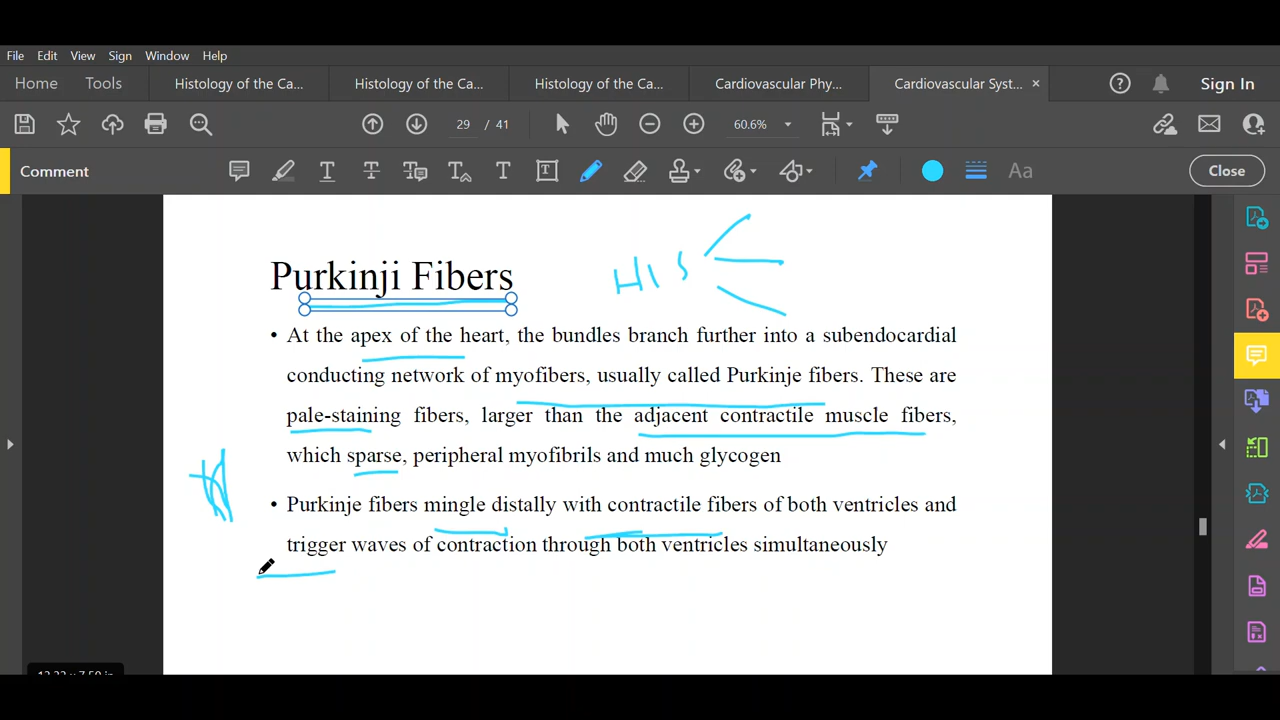 File Edit View Sign Window Help
Home Tools Histology of the Ca... Histology of the Ca... Histology of the Ca... Cardiovascular Phy... Cardiovascular Syst... × ? Sign In
29 / 41 60.6%
Comment T T T T T Aa Close
HIS
Purkinji Fibers
• At the apex of the heart, the bundles branch further into a subendocardial
conducting network of myofibers, usually called Purkinje fibers. These are
pale-staining fibers, larger than the adjacent contractile muscle fibers,
which sparse, peripheral myofibrils and much glycogen
• Purkinje fibers mingle distally with contractile fibers of both ventricles and
trigger waves of contraction through both ventricles simultaneously